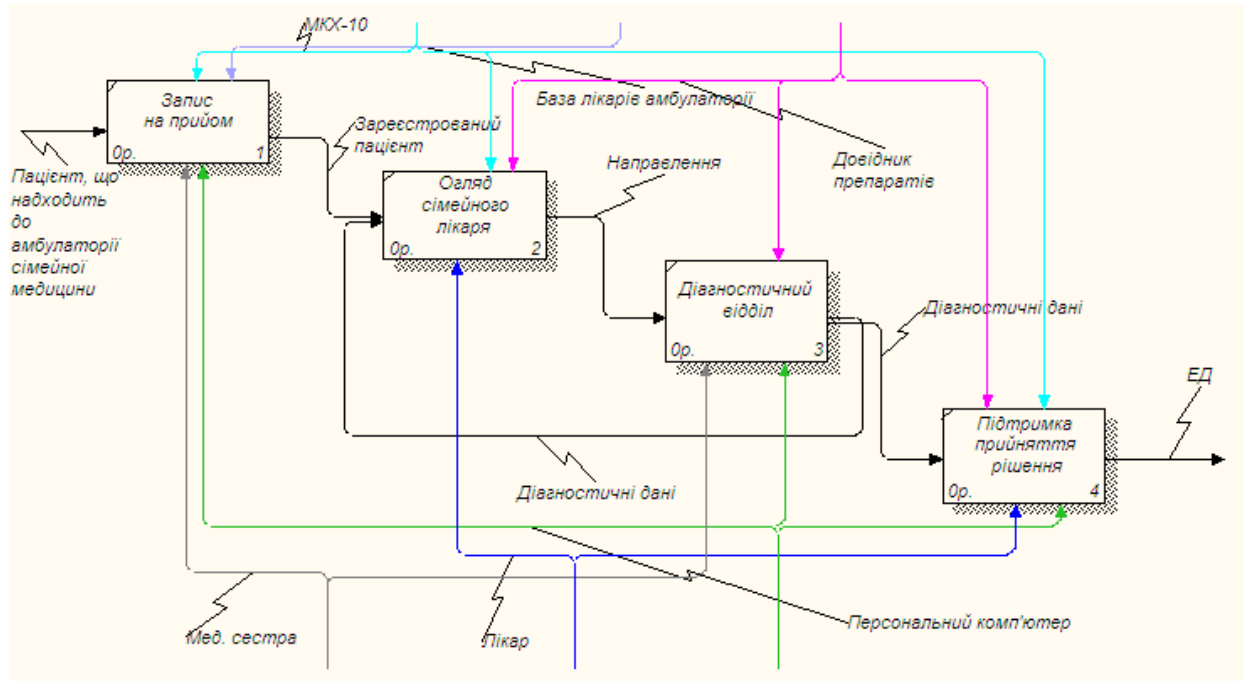 МКХ-10
База лікарів амбулаторії
Запис
на прийом
0р.
1
Зареєстрований
пацієнт
Пацієнт, що
надходить
до
амбулаторії
сімейної
медицини
Довідник
препаратів
Направлення
Огляд
сімейного
лікаря
0р.
2
Діагностичний
відділ
0р.
3
Діагностичні дані
ЕД
Підтримка
прийняття
рішення
0р.
4
Діагностичні дані
Мед. сестра
Лікар
Персональний комп'ютер